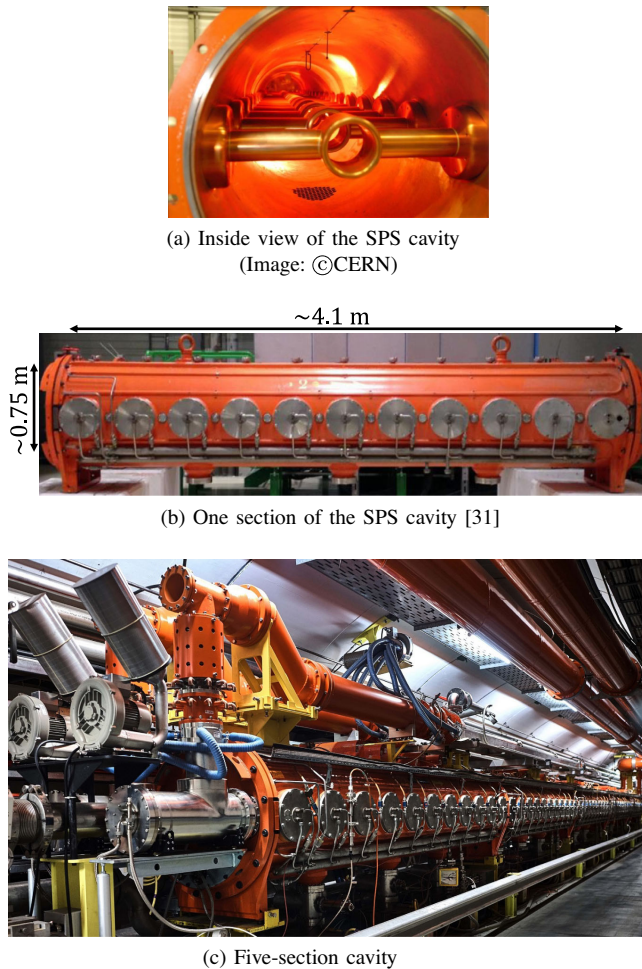 (a) Inside view of the SPS cavity
(Image: ©CERN)
~4.1 m
~0.75 m
(b) One section of the SPS cavity [31]
(c) Five-section cavity